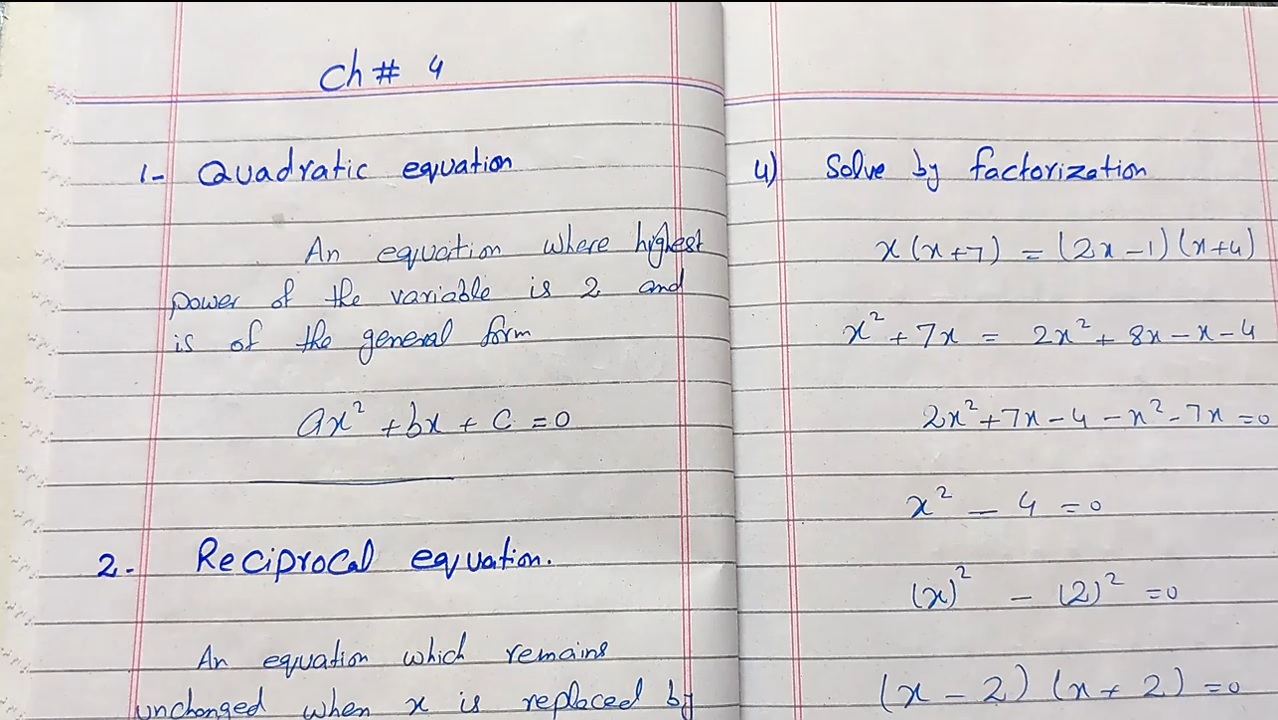 Ch # 4
1- Quadratic equation
An equation where highest
power of the variable is 2 and
is of the general form
ax² + bx + c = 0
2- Reciprocal equation.
An equation which remains
unchanged when x is replaced by
4) Solve by factorization
x(x+7) = (2x-1)(x+4)
x² + 7x = 2x² + 8x - x - 4
2x² + 7x - 4 - x² - 7x = 0
x² - 4 = 0
(x)² - (2)² = 0
(x - 2) (x + 2) = 0